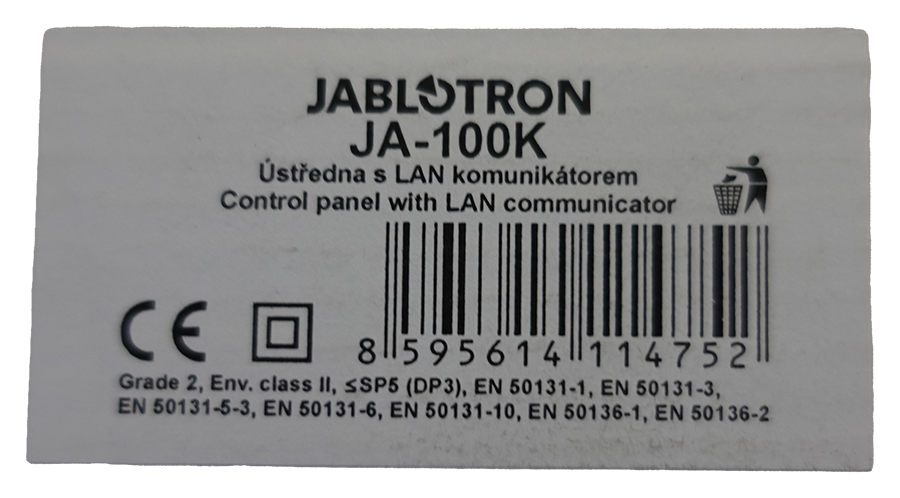 JABLOTRON
JA-100K
Ústředna s LAN komunikátorem
Control panel with LAN communicator
CE
8 595614 114752
Grade 2, Env. class II, ≤SP5 (DP3), EN 50131-1, EN 50131-3,
EN 50131-5-3, EN 50131-6, EN 50131-10, EN 50136-1, EN 50136-2